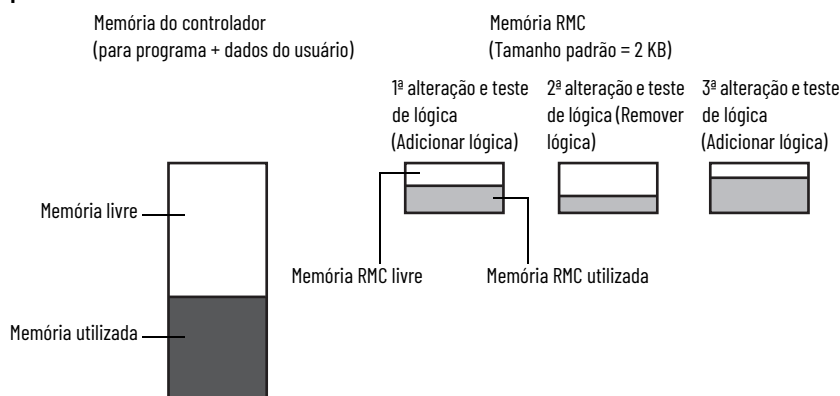 Memória do controlador
(para programa + dados do usuário)
Memória RMC
(Tamanho padrão = 2 KB)
1ª alteração e teste
de lógica
(Adicionar lógica)
2ª alteração e teste
de lógica (Remover
lógica)
3ª alteração e teste
de lógica
(Adicionar lógica)
Memória livre
Memória RMC livre
Memória RMC utilizada
Memória utilizada